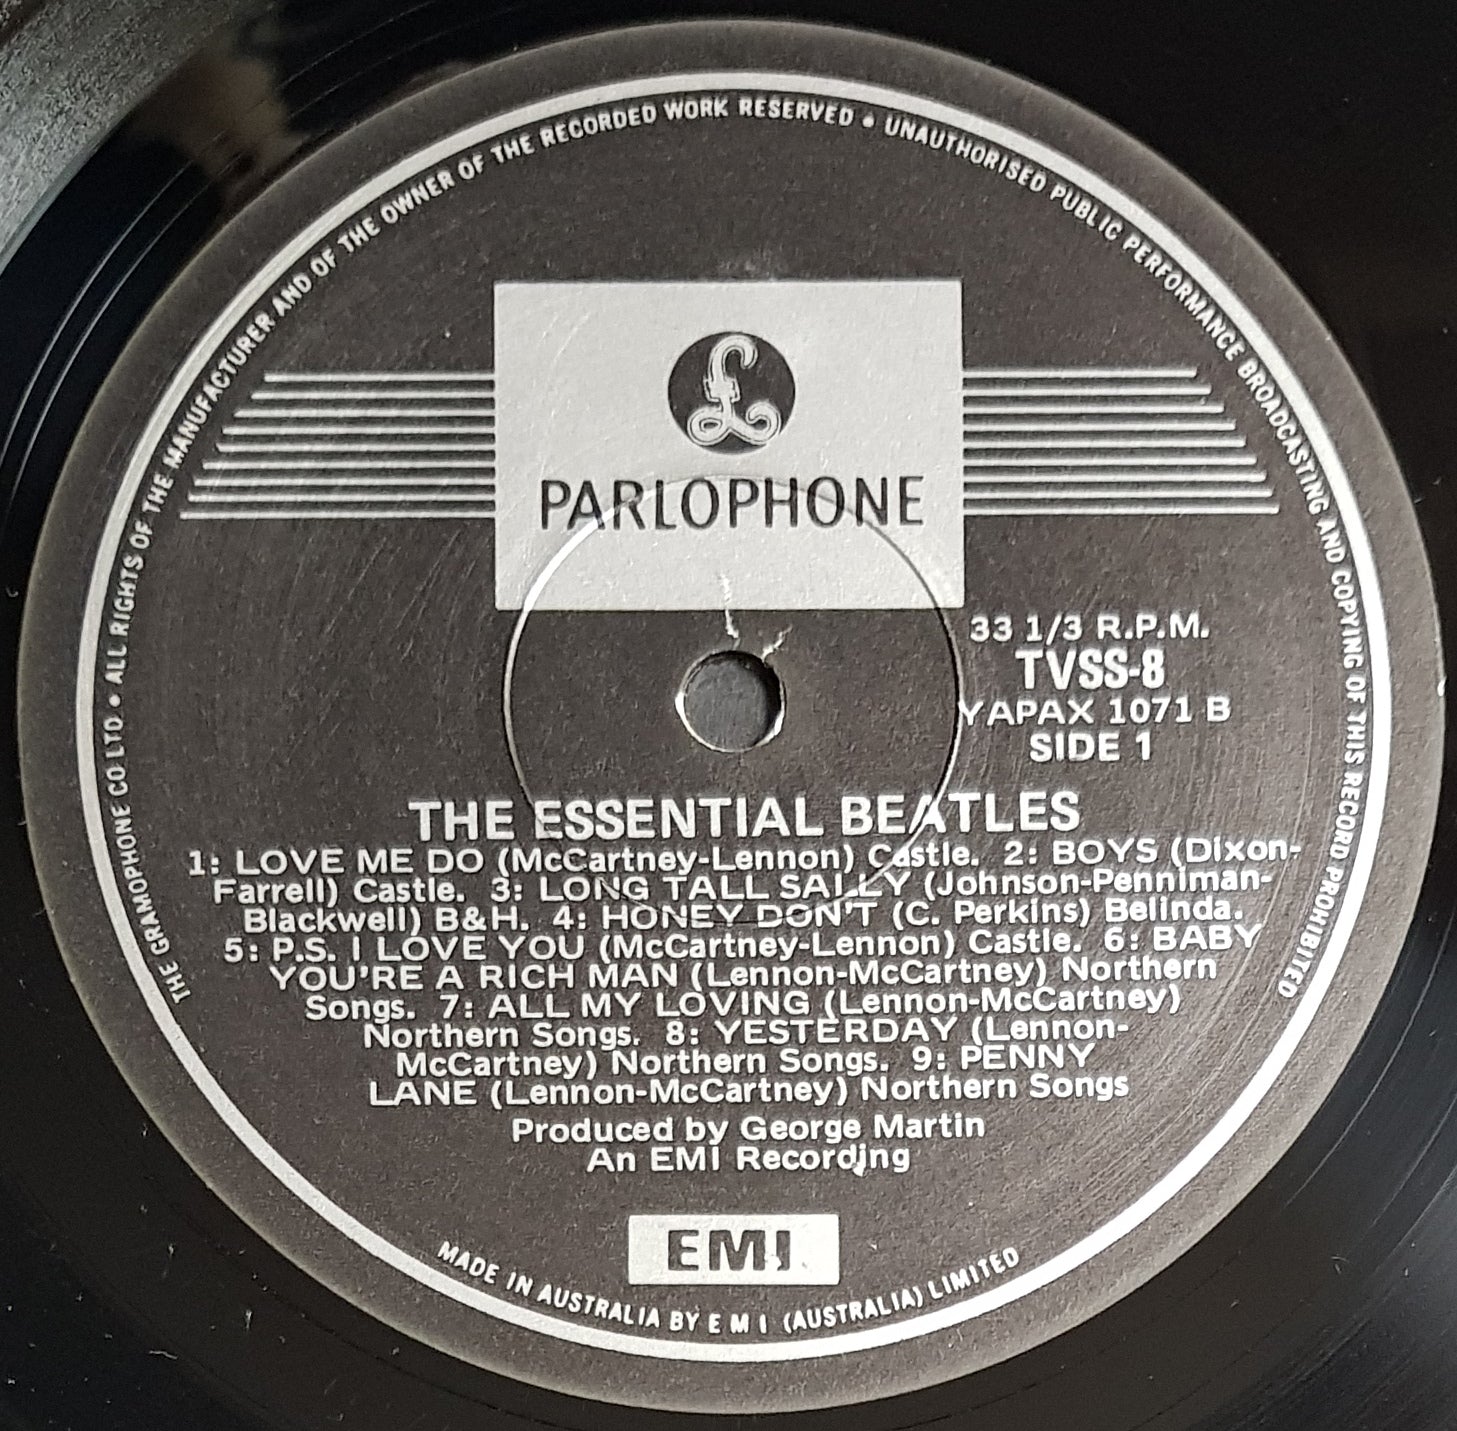 THE GRAMOPHONE CO LTD. • ALL RIGHTS OF THE MANUFACTURER AND OF THE OWNER OF THE RECORDED WORK RESERVED • UNAUTHORISED PUBLIC PERFORMANCE BROADCASTING AND COPYING OF THIS RECORD PROHIBITED
£
PARLOPHONE
33 1/3 R.P.M.
TVSS-8
YAPAX 1071 B
SIDE 1
THE ESSENTIAL BEATLES
1: LOVE ME DO (McCartney-Lennon) Castle. 2: BOYS (Dixon-
Farrell) Castle. 3: LONG TALL SALLY (Johnson-Penniman-
Blackwell) B&H. 4: HONEY DON'T (C. Perkins) Belinda.
5: P.S. I LOVE YOU (McCartney-Lennon) Castle. 6: BABY
YOU'RE A RICH MAN (Lennon-McCartney) Northern
Songs. 7: ALL MY LOVING (Lennon-McCartney)
Northern Songs. 8: YESTERDAY (Lennon-
McCartney) Northern Songs. 9: PENNY
LANE (Lennon-McCartney) Northern Songs
Produced by George Martin
An EMI Recording
EMI
MADE IN AUSTRALIA BY E M I (AUSTRALIA) LIMITED